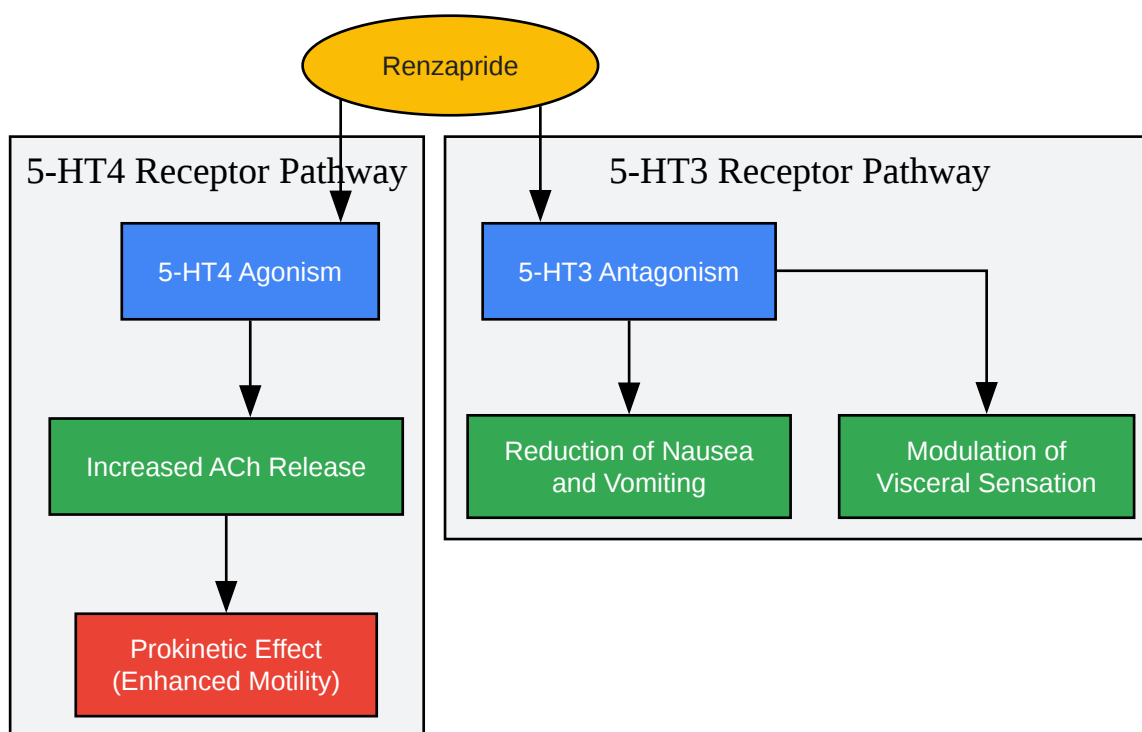 Renzapride
5-HT4 Receptor Pathway
5-HT4 Agonism
Increased ACh Release
Prokinetic Effect
(Enhanced Motility)
5-HT3 Receptor Pathway
5-HT3 Antagonism
Reduction of Nausea
and Vomiting
Modulation of
Visceral Sensation